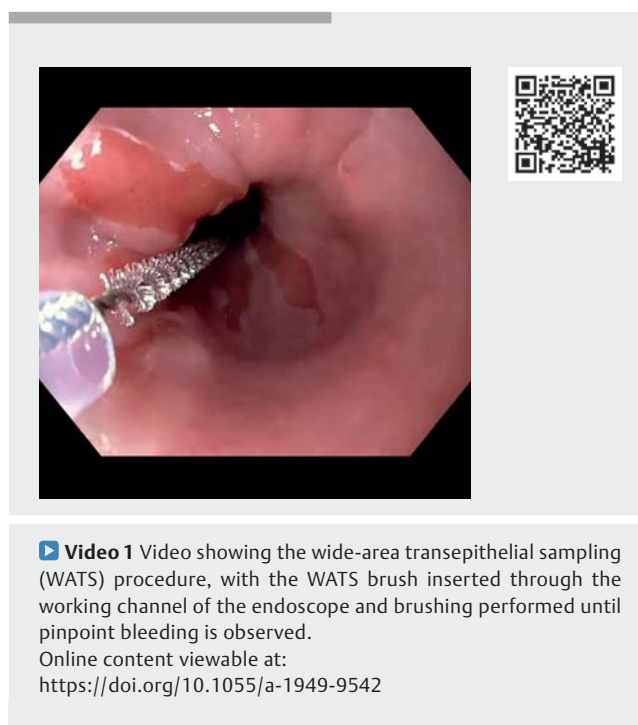 Video 1 Video showing the wide-area transepithelial sampling
(WATS) procedure, with the WATS brush inserted through the
working channel of the endoscope and brushing performed until
pinpoint bleeding is observed.
Online content viewable at:
https://doi.org/10.1055/a-1949-9542